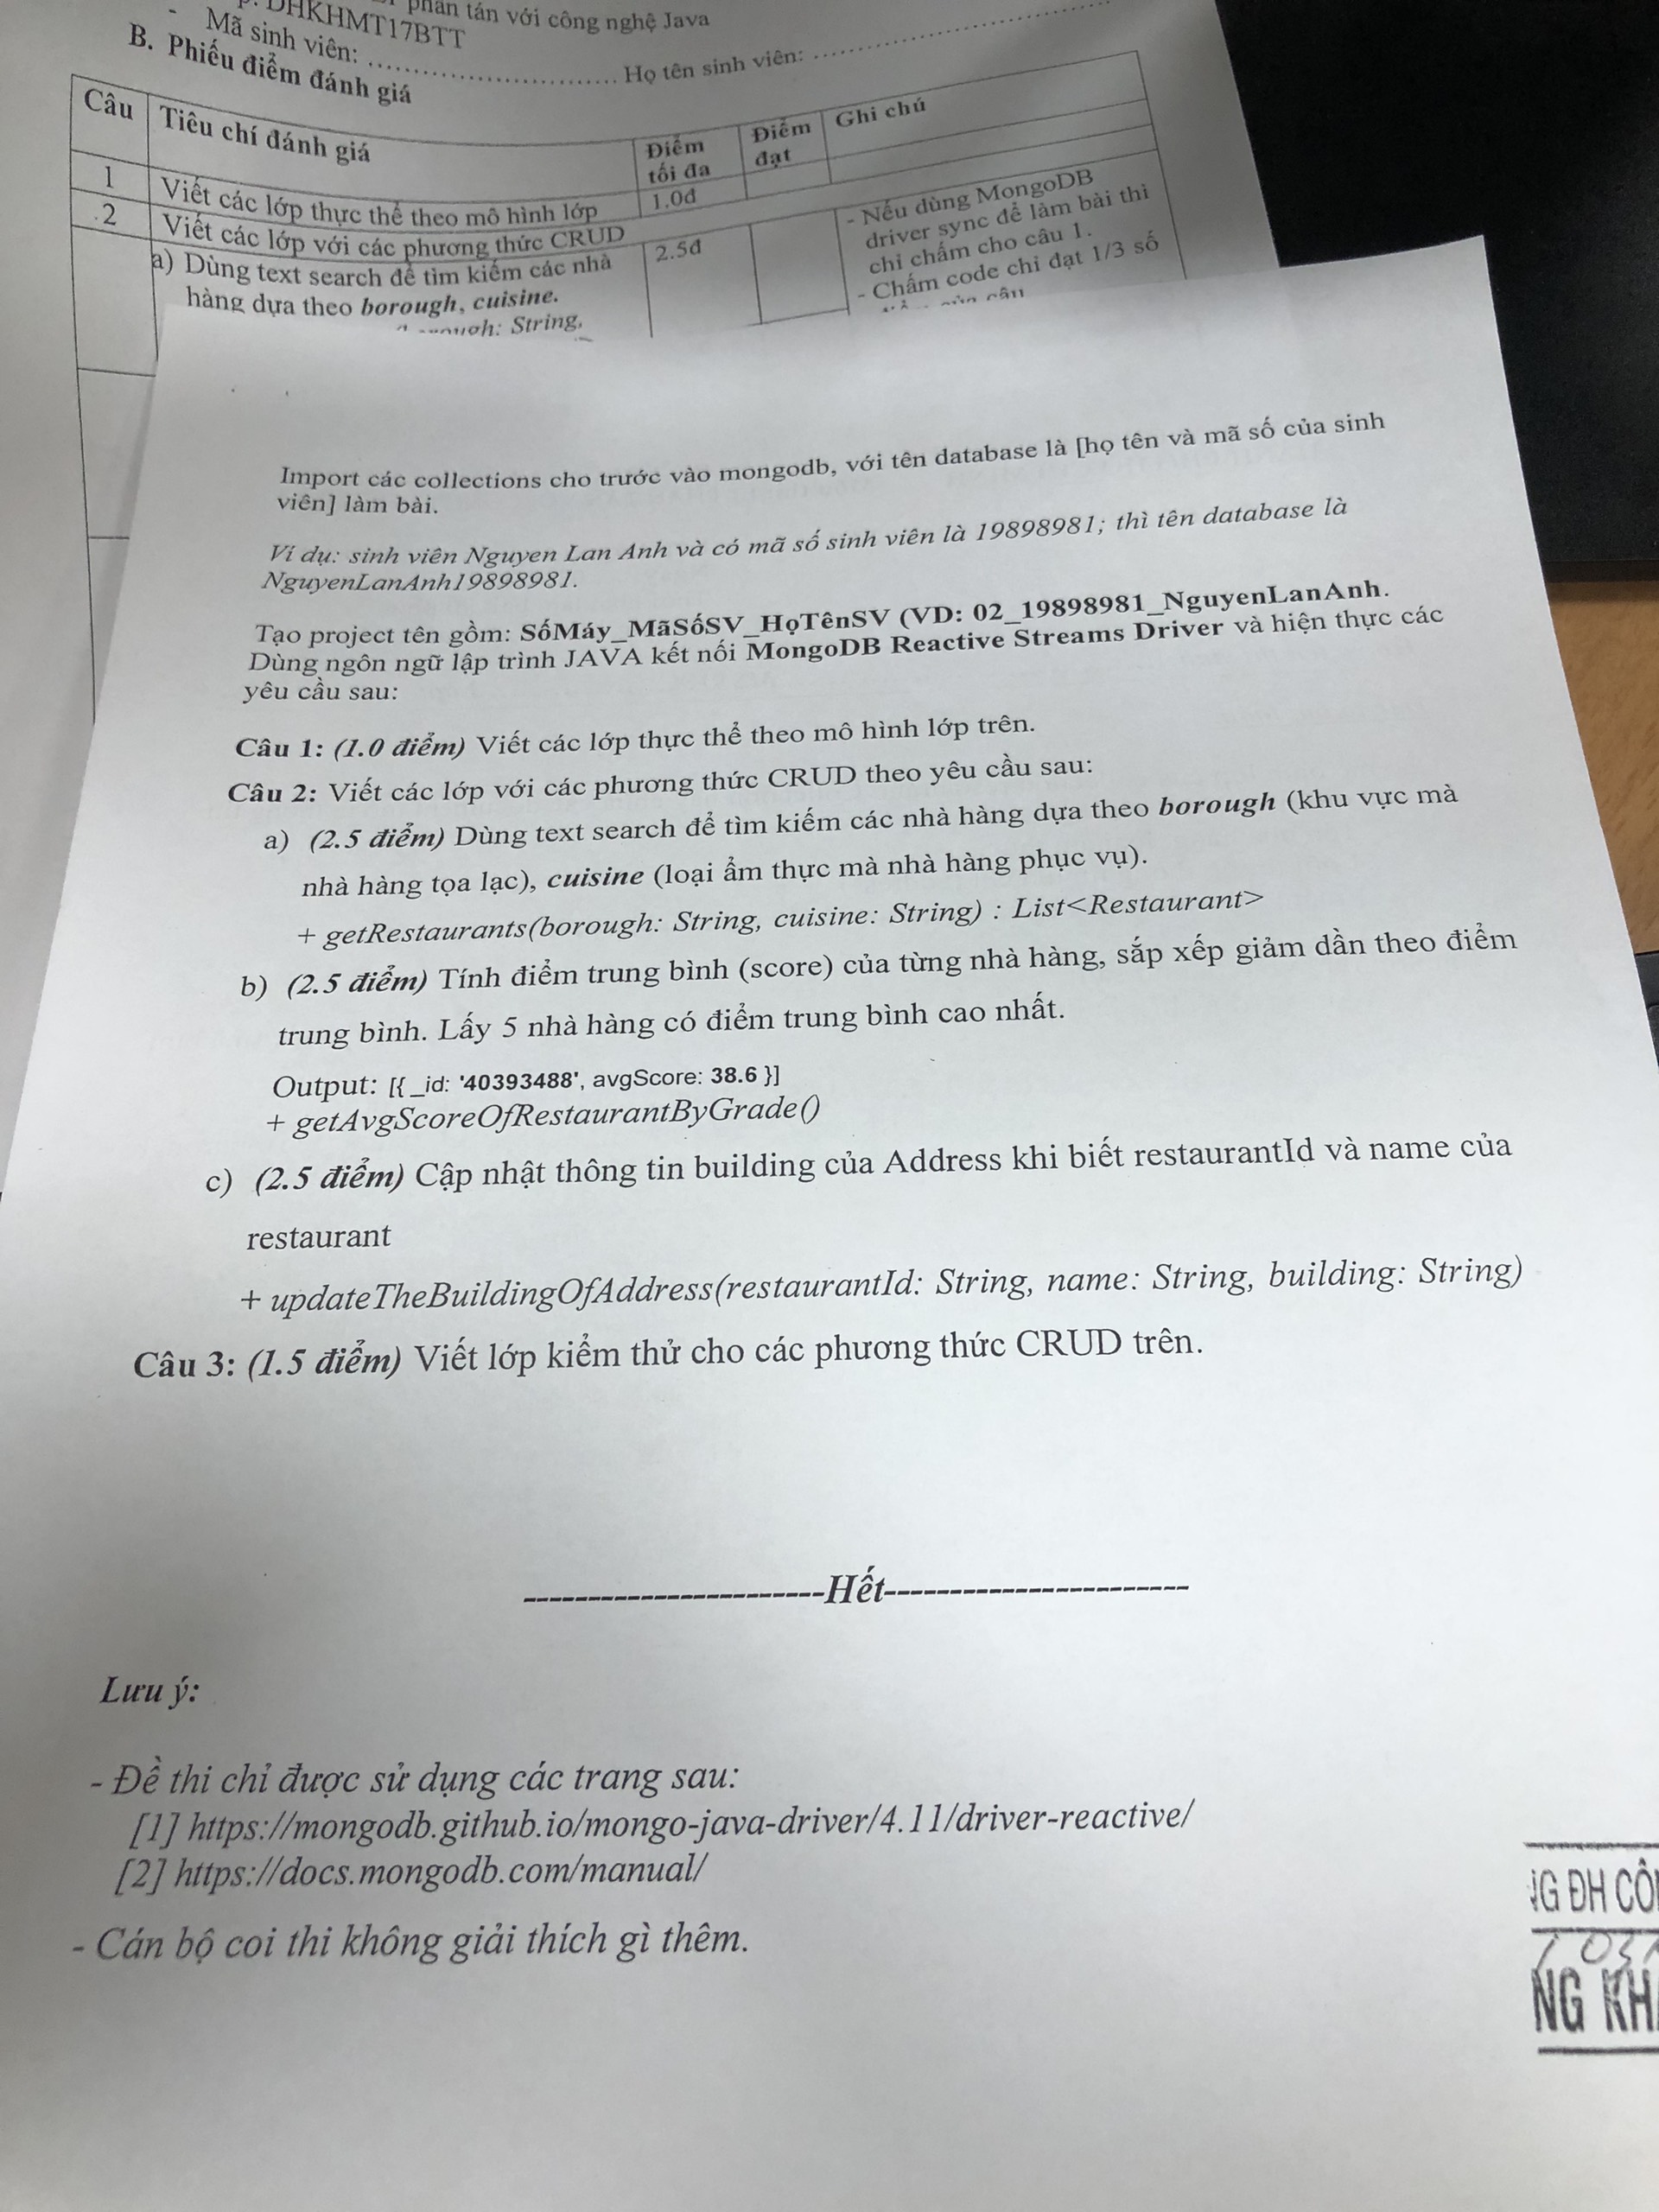 phân tán với công nghệ Java
DHKHMT17BTT
- Mã sinh viên: ........................ Họ tên sinh viên: ........................
B. Phiếu điểm đánh giá
Câu Tiêu chí đánh giá Điểm tối đa Điểm đạt Ghi chú
1 Viết các lớp thực thể theo mô hình lớp 1.0đ
2 Viết các lớp với các phương thức CRUD
a) Dùng text search để tìm kiếm các nhà 2.5đ
hàng dựa theo borough, cuisine.
String,
- Nếu dùng MongoDB
driver sync để làm bài thi
chỉ chấm cho câu 1.
- Chấm code chỉ đạt 1/3 số
của câu
Import các collections cho trước vào mongodb, với tên database là [họ tên và mã số của sinh
viên] làm bài.
Ví dụ: sinh viên Nguyen Lan Anh và có mã số sinh viên là 19898981; thì tên database là
NguyenLanAnh19898981.
Tạo project tên gồm: SốMáy_MãSốSV_HọTênSV (VD: 02_19898981_NguyenLanAnh.
Dùng ngôn ngữ lập trình JAVA kết nối MongoDB Reactive Streams Driver và hiện thực các
yêu cầu sau:
Câu 1: (1.0 điểm) Viết các lớp thực thể theo mô hình lớp trên.
Câu 2: Viết các lớp với các phương thức CRUD theo yêu cầu sau:
a) (2.5 điểm) Dùng text search để tìm kiếm các nhà hàng dựa theo borough (khu vực mà
nhà hàng tọa lạc), cuisine (loại ẩm thực mà nhà hàng phục vụ).
+ getRestaurants(borough: String, cuisine: String) : List<Restaurant>
b) (2.5 điểm) Tính điểm trung bình (score) của từng nhà hàng, sắp xếp giảm dần theo điểm
trung bình. Lấy 5 nhà hàng có điểm trung bình cao nhất.
Output: [{ _id: '40393488', avgScore: 38.6 }]
+ getAvgScoreOfRestaurantByGrade()
c) (2.5 điểm) Cập nhật thông tin building của Address khi biết restaurantId và name của
restaurant
+ updateTheBuildingOfAddress(restaurantId: String, name: String, building: String)
Câu 3: (1.5 điểm) Viết lớp kiểm thử cho các phương thức CRUD trên.
------------------------Hết------------------------
Lưu ý:
- Đề thi chỉ được sử dụng các trang sau:
[1] https://mongodb.github.io/mongo-java-driver/4.11/driver-reactive/
[2] https://docs.mongodb.com/manual/
- Cán bộ coi thi không giải thích gì thêm.
ĐH CÔ
NG KH